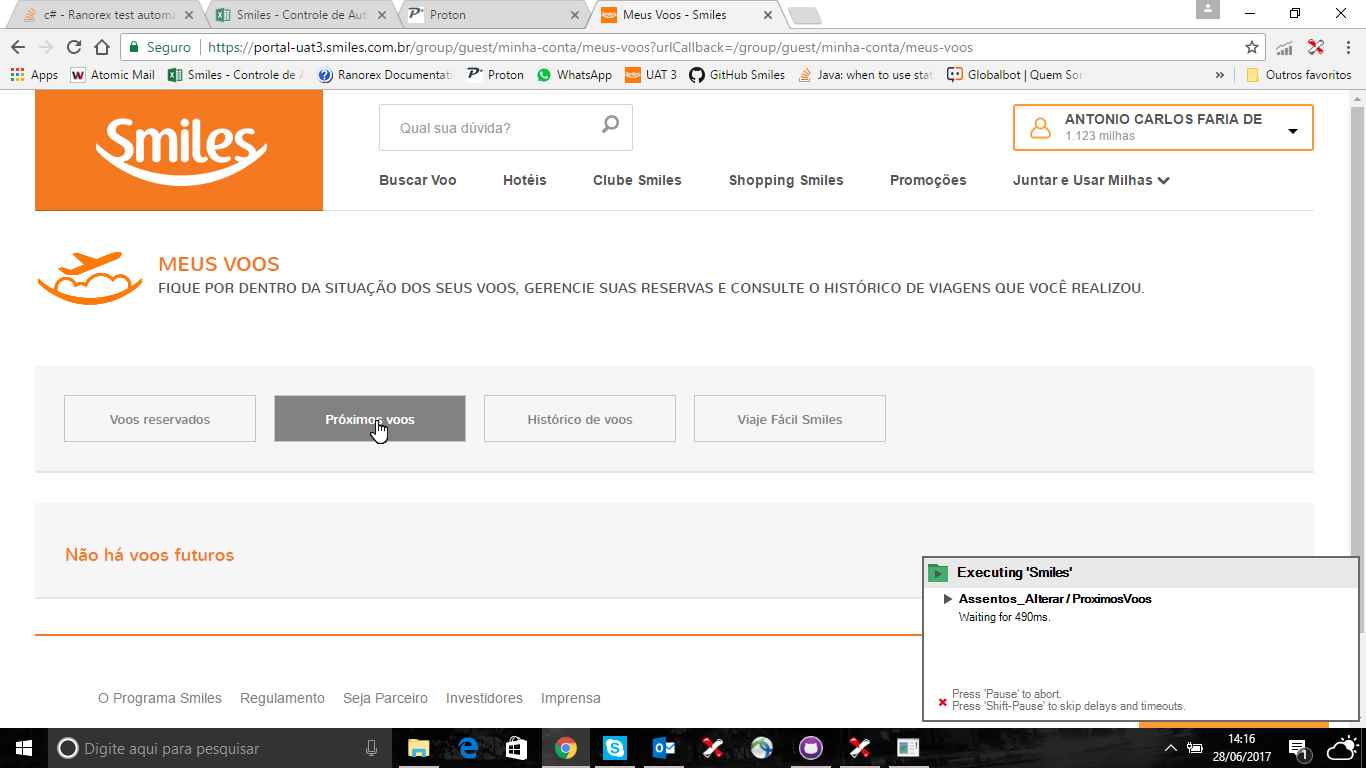 c# - Ranorex test automa
Smiles - Controle de Aut
Proton
Meus Voos - Smiles
Seguro
https://portal-uat3.smiles.com.br/group/guest/minha-conta/meus-voos?urlCallback=/group/guest/minha-conta/meus-voos
Apps
Atomic Mail
Smiles - Controle de A
Ranorex Documentati
Proton
WhatsApp
UAT 3
GitHub Smiles
Java: when to use stat
Globalbot | Quem Som
»
Outros favoritos
Smiles
Qual sua dúvida?
ANTONIO CARLOS FARIA DE
1.123 milhas
Buscar Voo
Hotéis
Clube Smiles
Shopping Smiles
Promoções
Juntar e Usar Milhas
MEUS VOOS
FIQUE POR DENTRO DA SITUAÇÃO DOS SEUS VOOS, GERENCIE SUAS RESERVAS E CONSULTE O HISTÓRICO DE VIAGENS QUE VOCÊ REALIZOU.
Voos reservados
Próximos voos
Histórico de voos
Viaje Fácil Smiles
Não há voos futuros
Executing 'Smiles'
Assentos_Alterar / ProximosVoos
Waiting for 490ms.
Press 'Pause' to abort.
Press 'Shift-Pause' to skip delays and timeouts.
O Programa Smiles
Regulamento
Seja Parceiro
Investidores
Imprensa
Digite aqui para pesquisar
14:16
28/06/2017
1